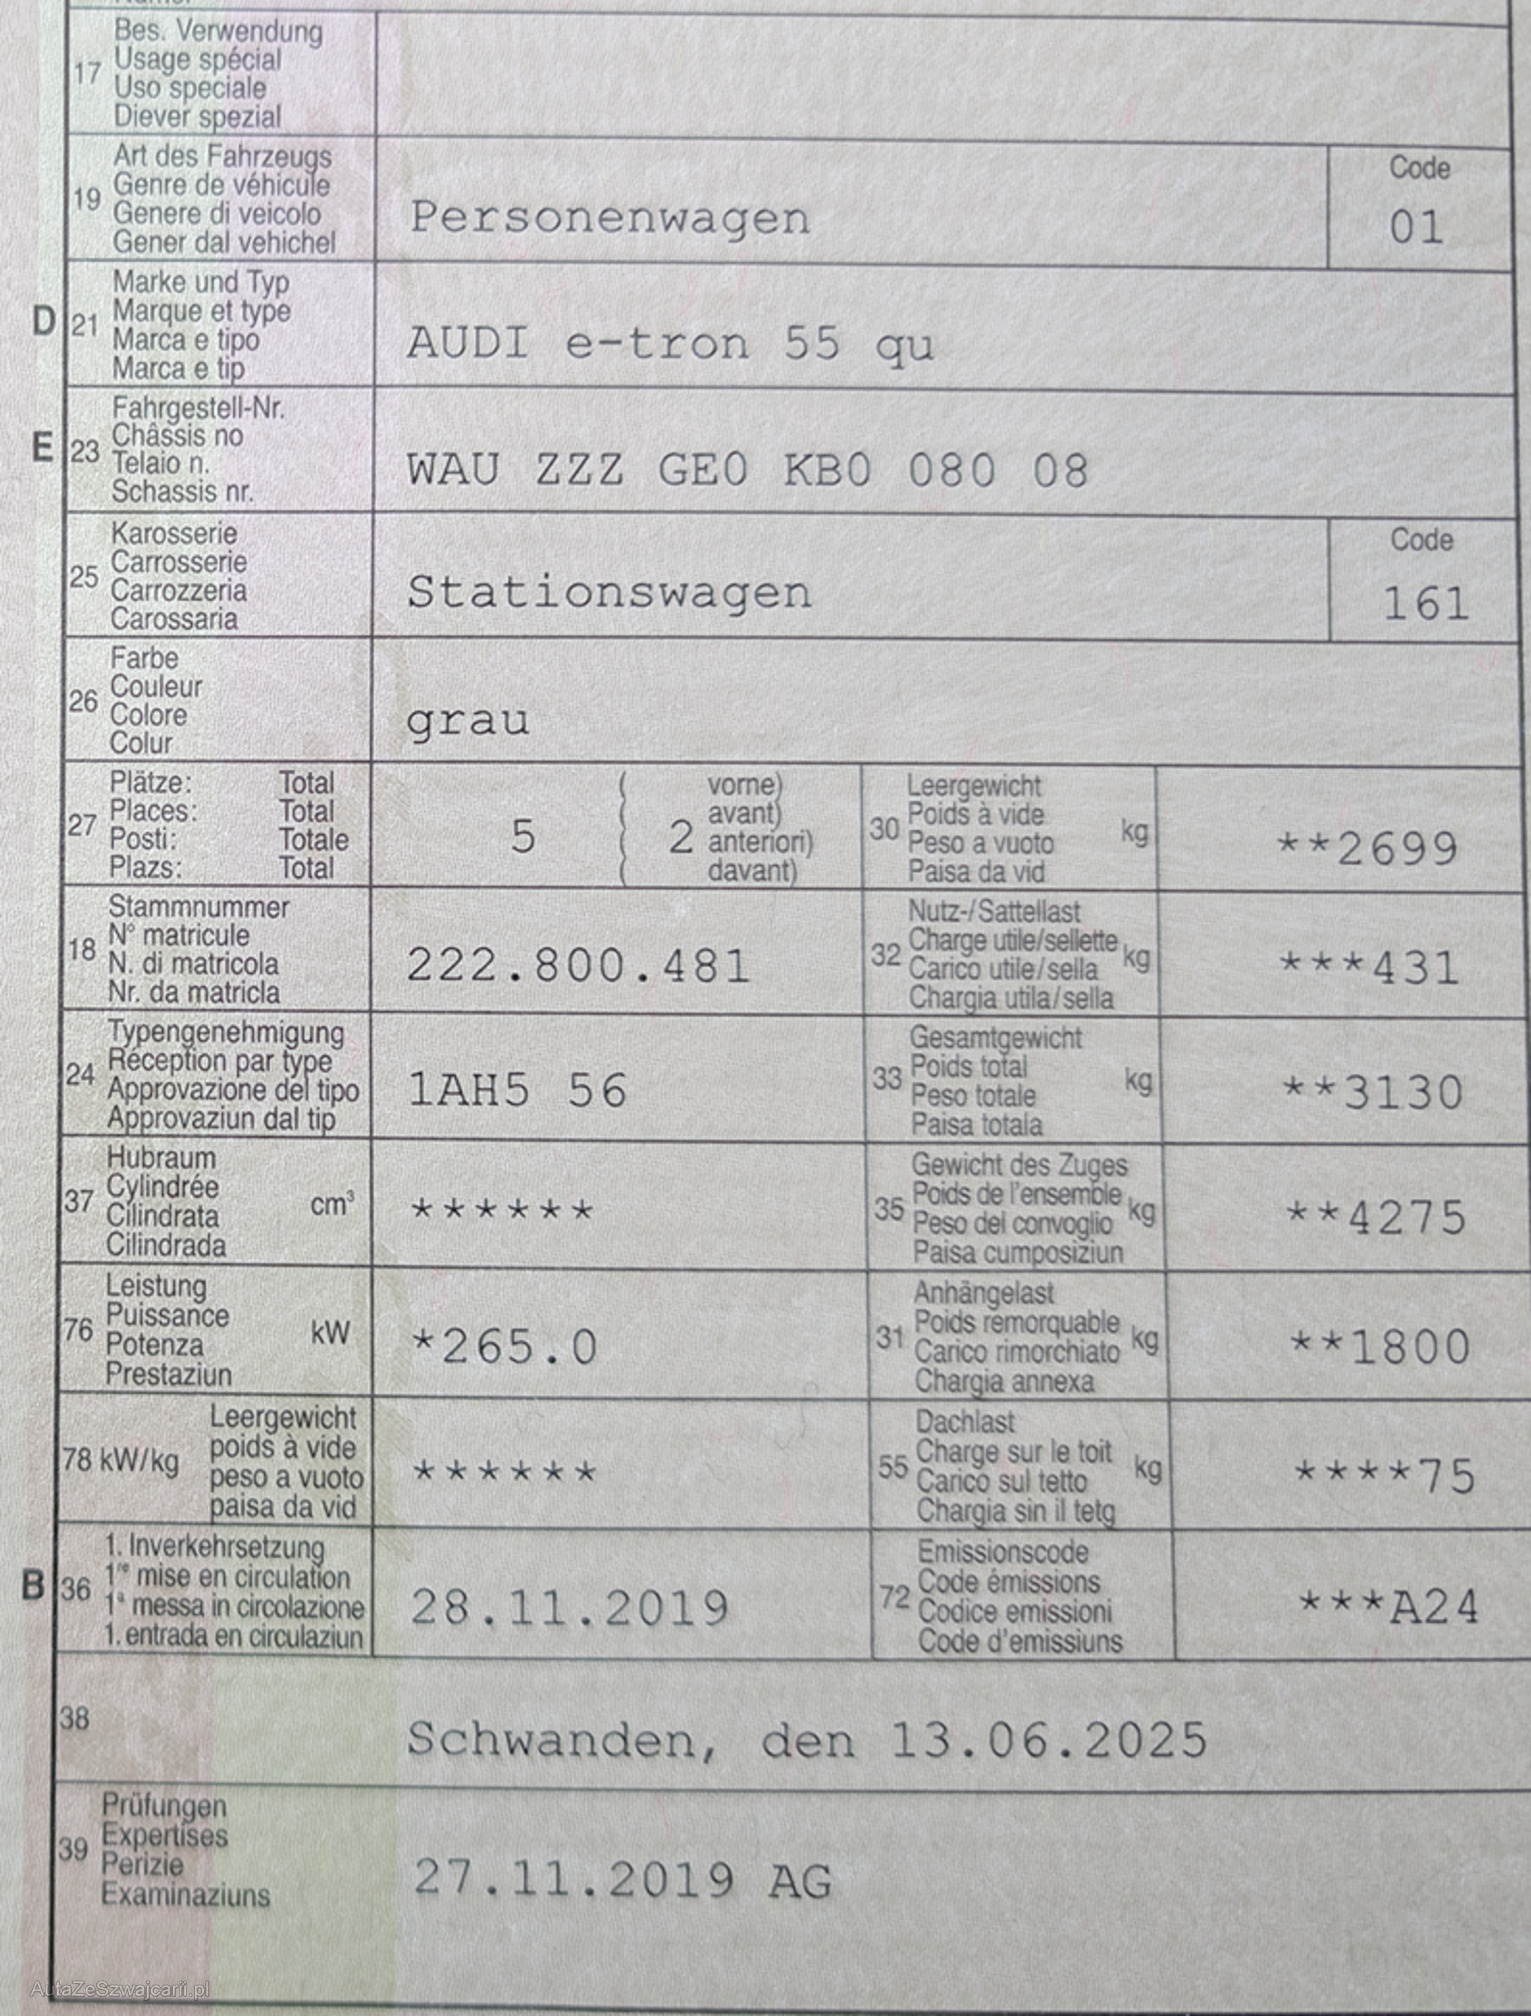 Bes. Verwendung
17 Usage spécial
Uso speciale
Diever spezial
Art des Fahrzeugs
19 Genre de véhicule
Genere di veicolo
Gener dal vehichel
Personenwagen
Code
01
Marke und Typ
D 21 Marque et type
Marca e tipo
Marca e tip
AUDI e-tron 55 qu
Fahrgestell-Nr.
E 23 Châssis no
Telaio n.
Schassis nr.
WAU ZZZ GE0 KB0 080 08
Karosserie
25 Carrosserie
Carrozzeria
Carossaria
Stationswagen
Code
161
Farbe
26 Couleur
Colore
Colur
grau
Plätze: Total
27 Places: Total
Posti: Totale
Plazs: Total
5
( vorne)
( avant)
( 2 anteriori)
( davant)
Leergewicht
30 Poids à vide kg
Peso a vuoto
Paisa da vid
**2699
Stammnummer
18 N° matricule
N. di matricola
Nr. da matricla
222.800.481
Nutz-/Sattellast
32 Charge utile/sellette kg
Carico utile/sella
Chargia utila/sella
***431
Typengenehmigung
24 Réception par type
Approvazione del tipo
Approvaziun dal tip
1AH5 56
Gesamtgewicht
33 Poids total kg
Peso totale
Paisa totala
**3130
Hubraum
37 Cylindrée cm³
Cilindrata
Cilindrada
******
Gewicht des Zuges
35 Poids de l'ensemble kg
Peso del convoglio
Paisa cumposiziun
**4275
Leistung
76 Puissance kW
Potenza
Prestaziun
*265.0
Anhängelast
31 Poids remorquable kg
Carico rimorchiato
Chargia annexa
**1800
Leergewicht
78 kW/kg poids à vide
peso a vuoto
paisa da vid
******
Dachlast
55 Charge sur le toit kg
Carico sul tetto
Chargia sin il tetg
****75
1. Inverkehrsetzung
B 36 1re mise en circulation
1a messa in circolazione
1. entrada en circulaziun
28.11.2019
Emissionscode
72 Code émissions
Codice emissioni
Code d'emissiuns
***A24
38
Schwanden, den 13.06.2025
Prüfungen
39 Expertises
Perizie
Examinaziuns
27.11.2019 AG
AutaZeSzwajcarii.pl